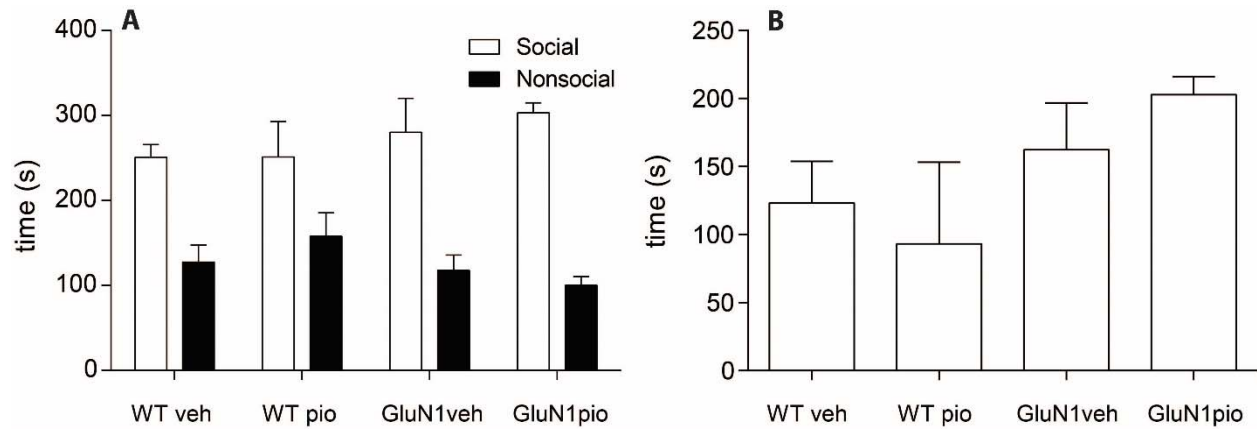 A
400
300
200
100
0
time (s)
Social
Nonsocial
WT veh
WT pio
GluN1veh
GluN1pio
B
250
200
150
100
50
0
time (s)
WT veh
WT pio
GluN1veh
GluN1pio